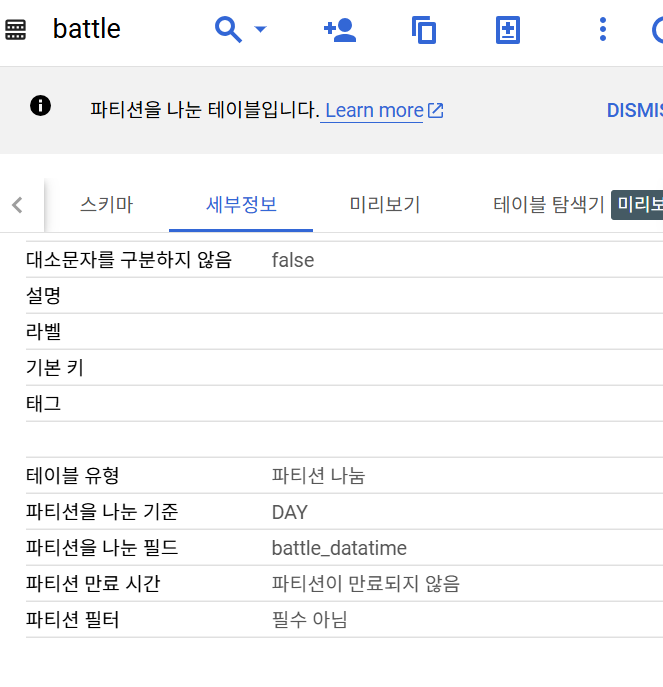 battle
파티션을 나눈 테이블입니다. Learn more
스키마 세부정보 미리보기 테이블 탐색기
대소문자를 구분하지 않음 false
설명
라벨
기본 키
태그
테이블 유형 파티션 나눔
파티션을 나눈 기준 DAY
파티션을 나눈 필드 battle_datatime
파티션 만료 시간 파티션이 만료되지 않음
파티션 필터 필수 아님